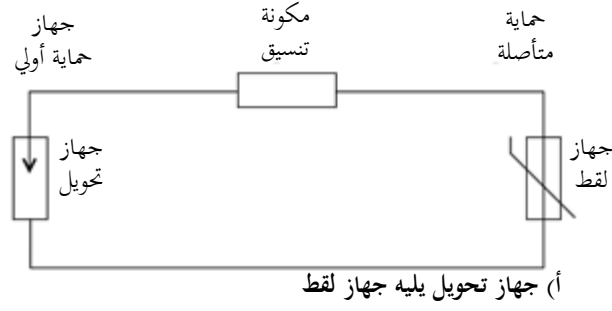 حماية
متأصلة
مكونة
تنسيق
جهاز
حماية أولي
جهاز
لقط
جهاز
تحويل
أ) جهاز تحويل يليه جهاز لقط